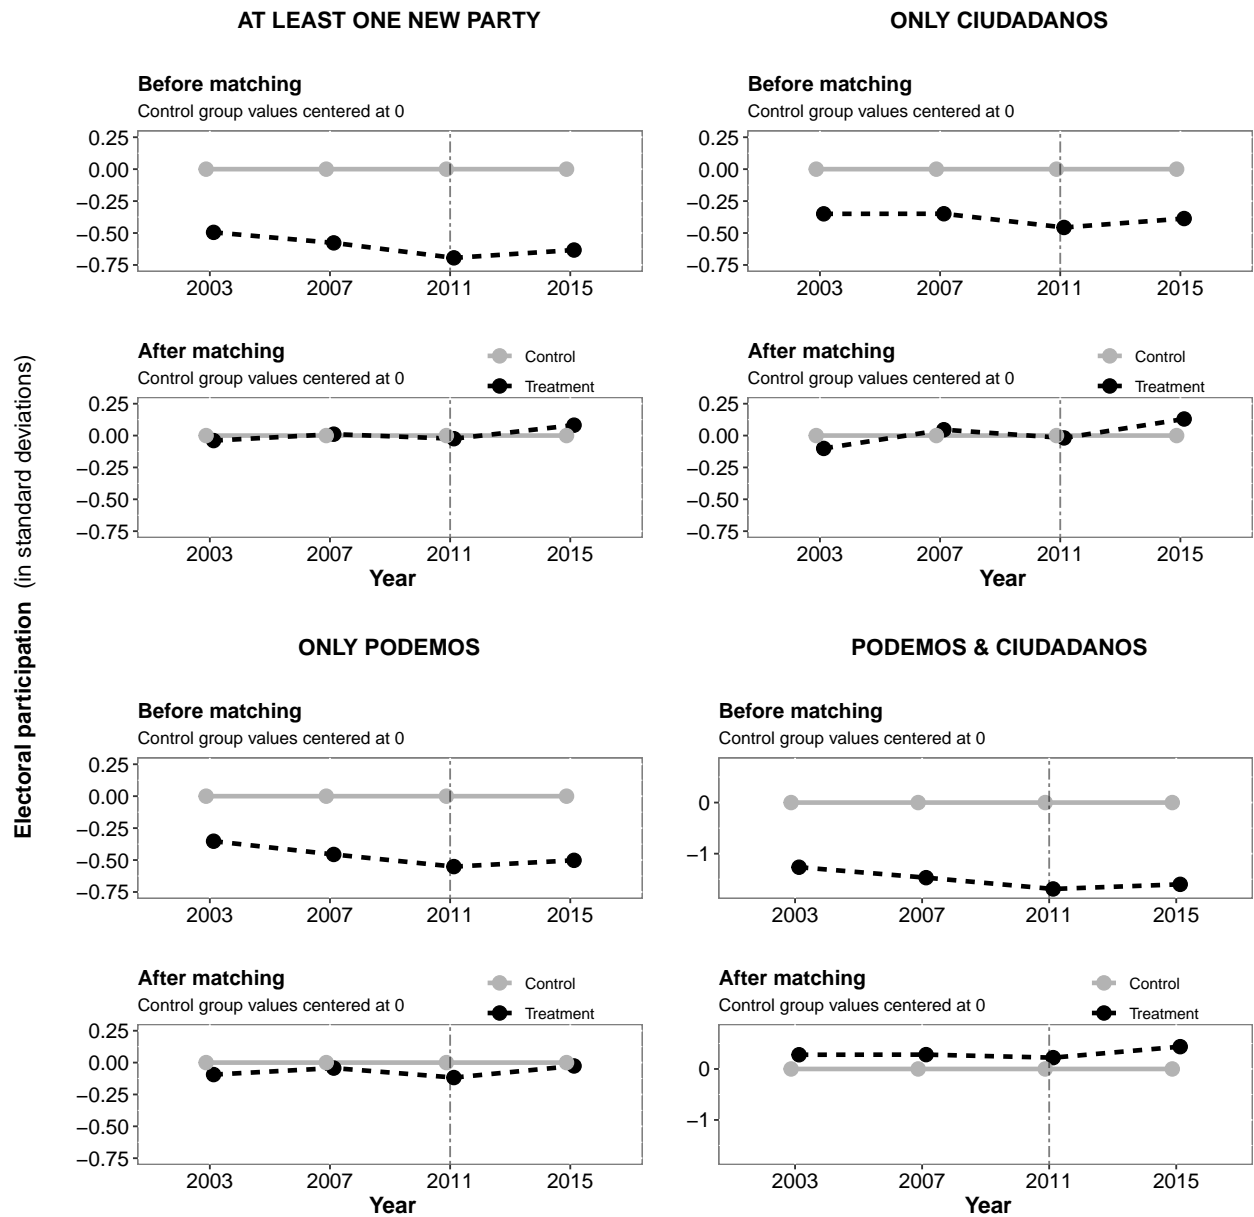 AT LEAST ONE NEW PARTY
Before matching
Control group values centered at 0
0.25
0.00
−0.25
−0.50
−0.75
2003 2007 2011 2015
After matching
Control group values centered at 0
Control
Treatment
0.25
0.00
−0.25
−0.50
−0.75
2003 2007 2011 2015
Year
ONLY CIUDADANOS
Before matching
Control group values centered at 0
0.25
0.00
−0.25
−0.50
−0.75
2003 2007 2011 2015
After matching
Control group values centered at 0
Control
Treatment
0.25
0.00
−0.25
−0.50
−0.75
2003 2007 2011 2015
Year
Electoral participation (in standard deviations)
ONLY PODEMOS
Before matching
Control group values centered at 0
0.25
0.00
−0.25
−0.50
−0.75
2003 2007 2011 2015
After matching
Control group values centered at 0
Control
Treatment
0.25
0.00
−0.25
−0.50
−0.75
2003 2007 2011 2015
Year
PODEMOS & CIUDADANOS
Before matching
Control group values centered at 0
0
−1
2003 2007 2011 2015
After matching
Control group values centered at 0
Control
Treatment
0
−1
2003 2007 2011 2015
Year